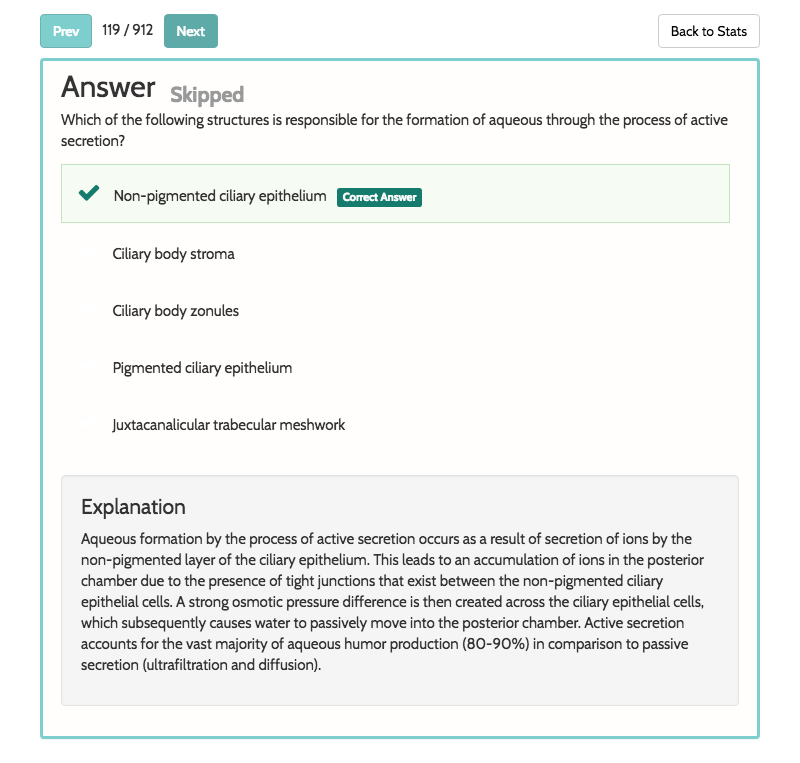 Prev 119 / 912 Next Back to Stats
Answer Skipped
Which of the following structures is responsible for the formation of aqueous through the process of active
secretion?
Non-pigmented ciliary epithelium Correct Answer
Ciliary body stroma
Ciliary body zonules
Pigmented ciliary epithelium
Juxtacanalicular trabecular meshwork
Explanation
Aqueous formation by the process of active secretion occurs as a result of secretion of ions by the
non-pigmented layer of the ciliary epithelium. This leads to an accumulation of ions in the posterior
chamber due to the presence of tight junctions that exist between the non-pigmented ciliary
epithelial cells. A strong osmotic pressure difference is then created across the ciliary epithelial cells,
which subsequently causes water to passively move into the posterior chamber. Active secretion
accounts for the vast majority of aqueous humor production (80-90%) in comparison to passive
secretion (ultrafiltration and diffusion).